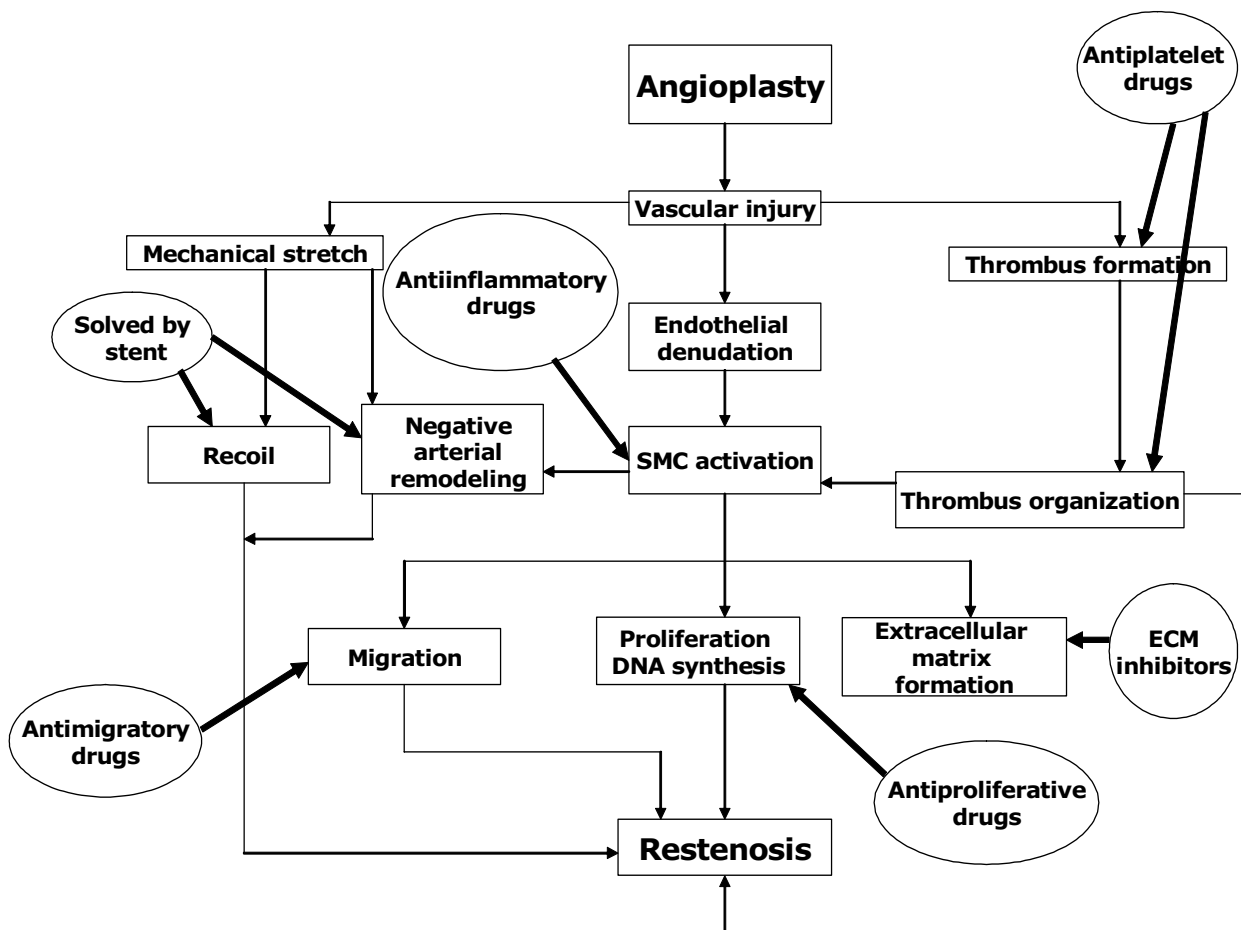 Antiplatelet
drugs
Angioplasty
Vascular injury
Mechanical stretch
Thrombus formation
Antiinflammatory
drugs
Solved by
stent
Endothelial
denudation
Negative
arterial
remodeling
Recoil
SMC activation
Thrombus organization
Migration
Proliferation
DNA synthesis
Extracellular
matrix
formation
ECM
inhibitors
Antimigratory
drugs
Antiproliferative
drugs
Restenosis